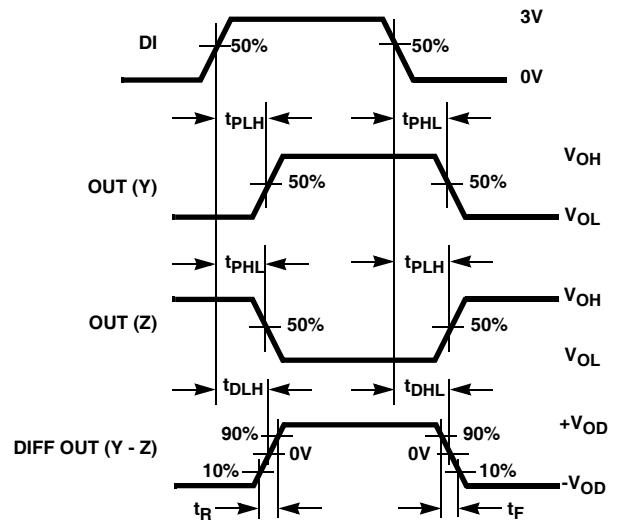 3V
DI
50%
50%
0V
tPLH
tPHL
VOH
OUT (Y)
50%
50%
VOL
tPHL
tPLH
VOH
OUT (Z)
50%
50%
VOL
tDLH
tDHL
+VOD
90%
90%
DIFF OUT (Y - Z)
0V
0V
10%
10%
-VOD
tR
tF